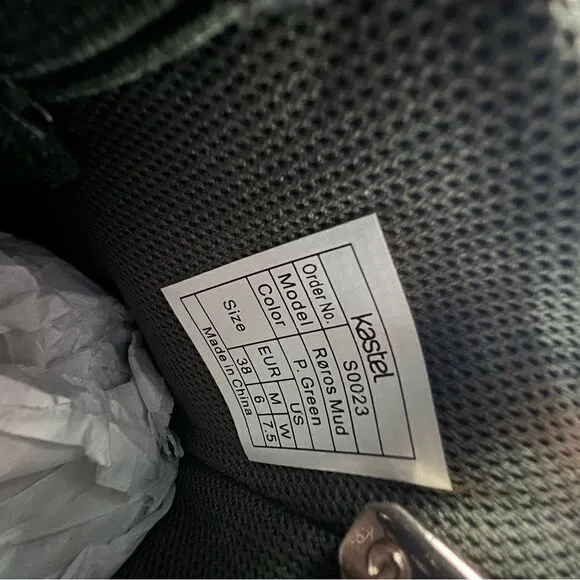 kastel
Order No. S0023
Model Røros Mud
Color P. Green
Size EUR M US W
38 6 7.5
Made in China